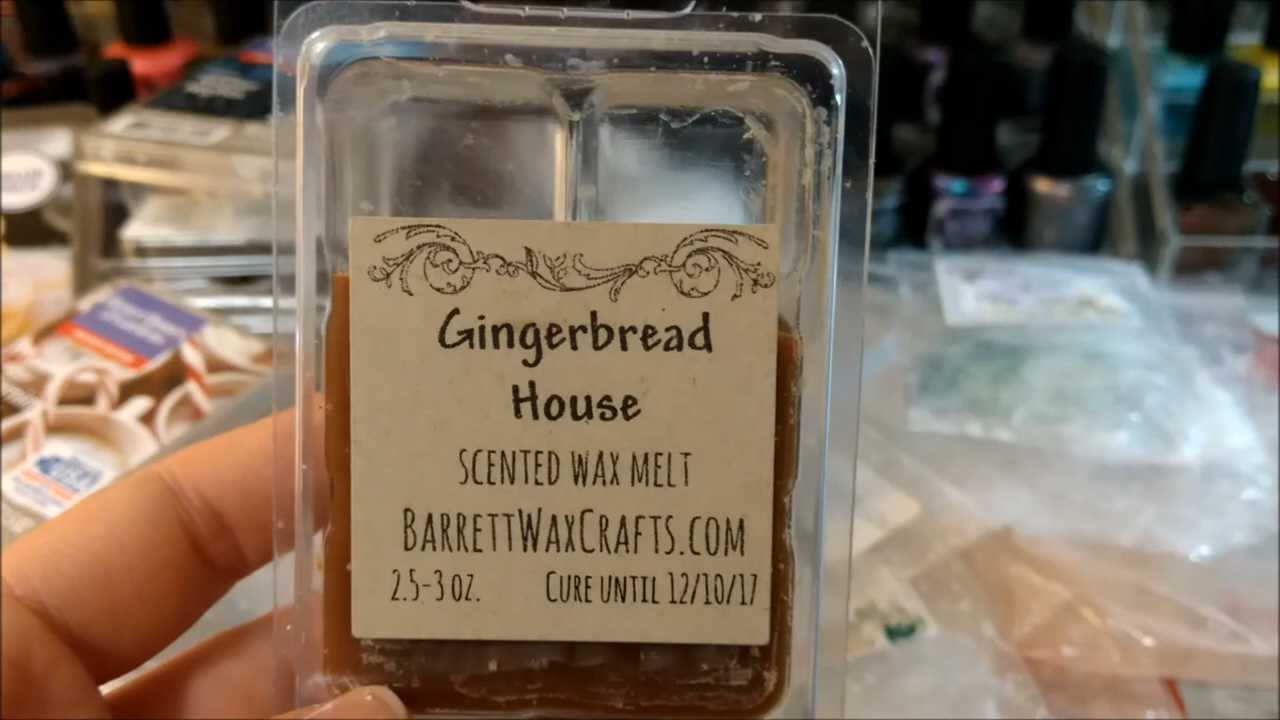 Gingerbread
House
SCENTED WAX MELT
BARRETTWAXCRAFTS.COM
2.5-3 OZ. CURE UNTIL 12/10/17